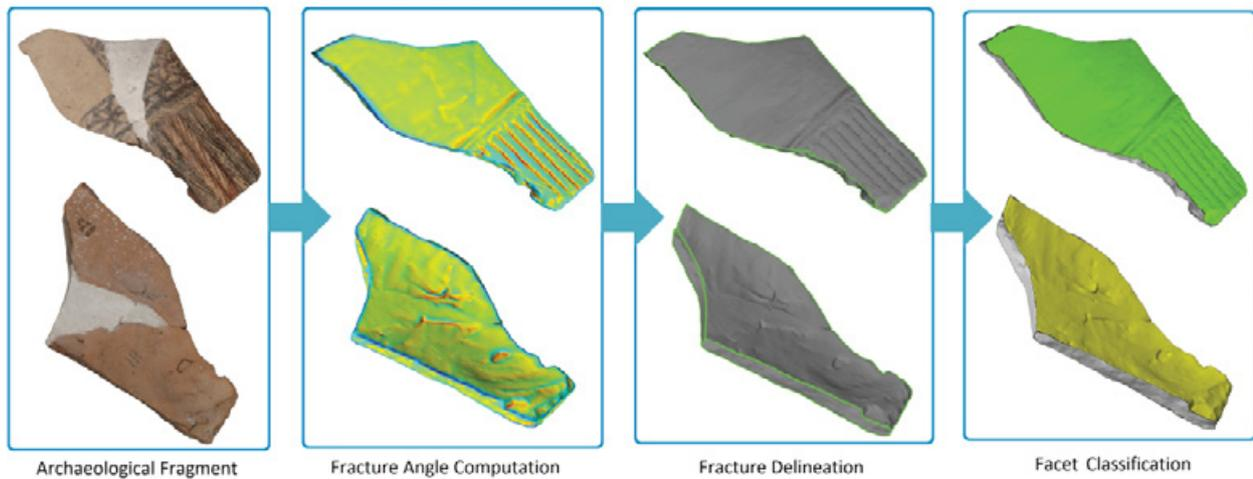 Archaeological Fragment
Fracture Angle Computation
Fracture Delineation
Facet Classification